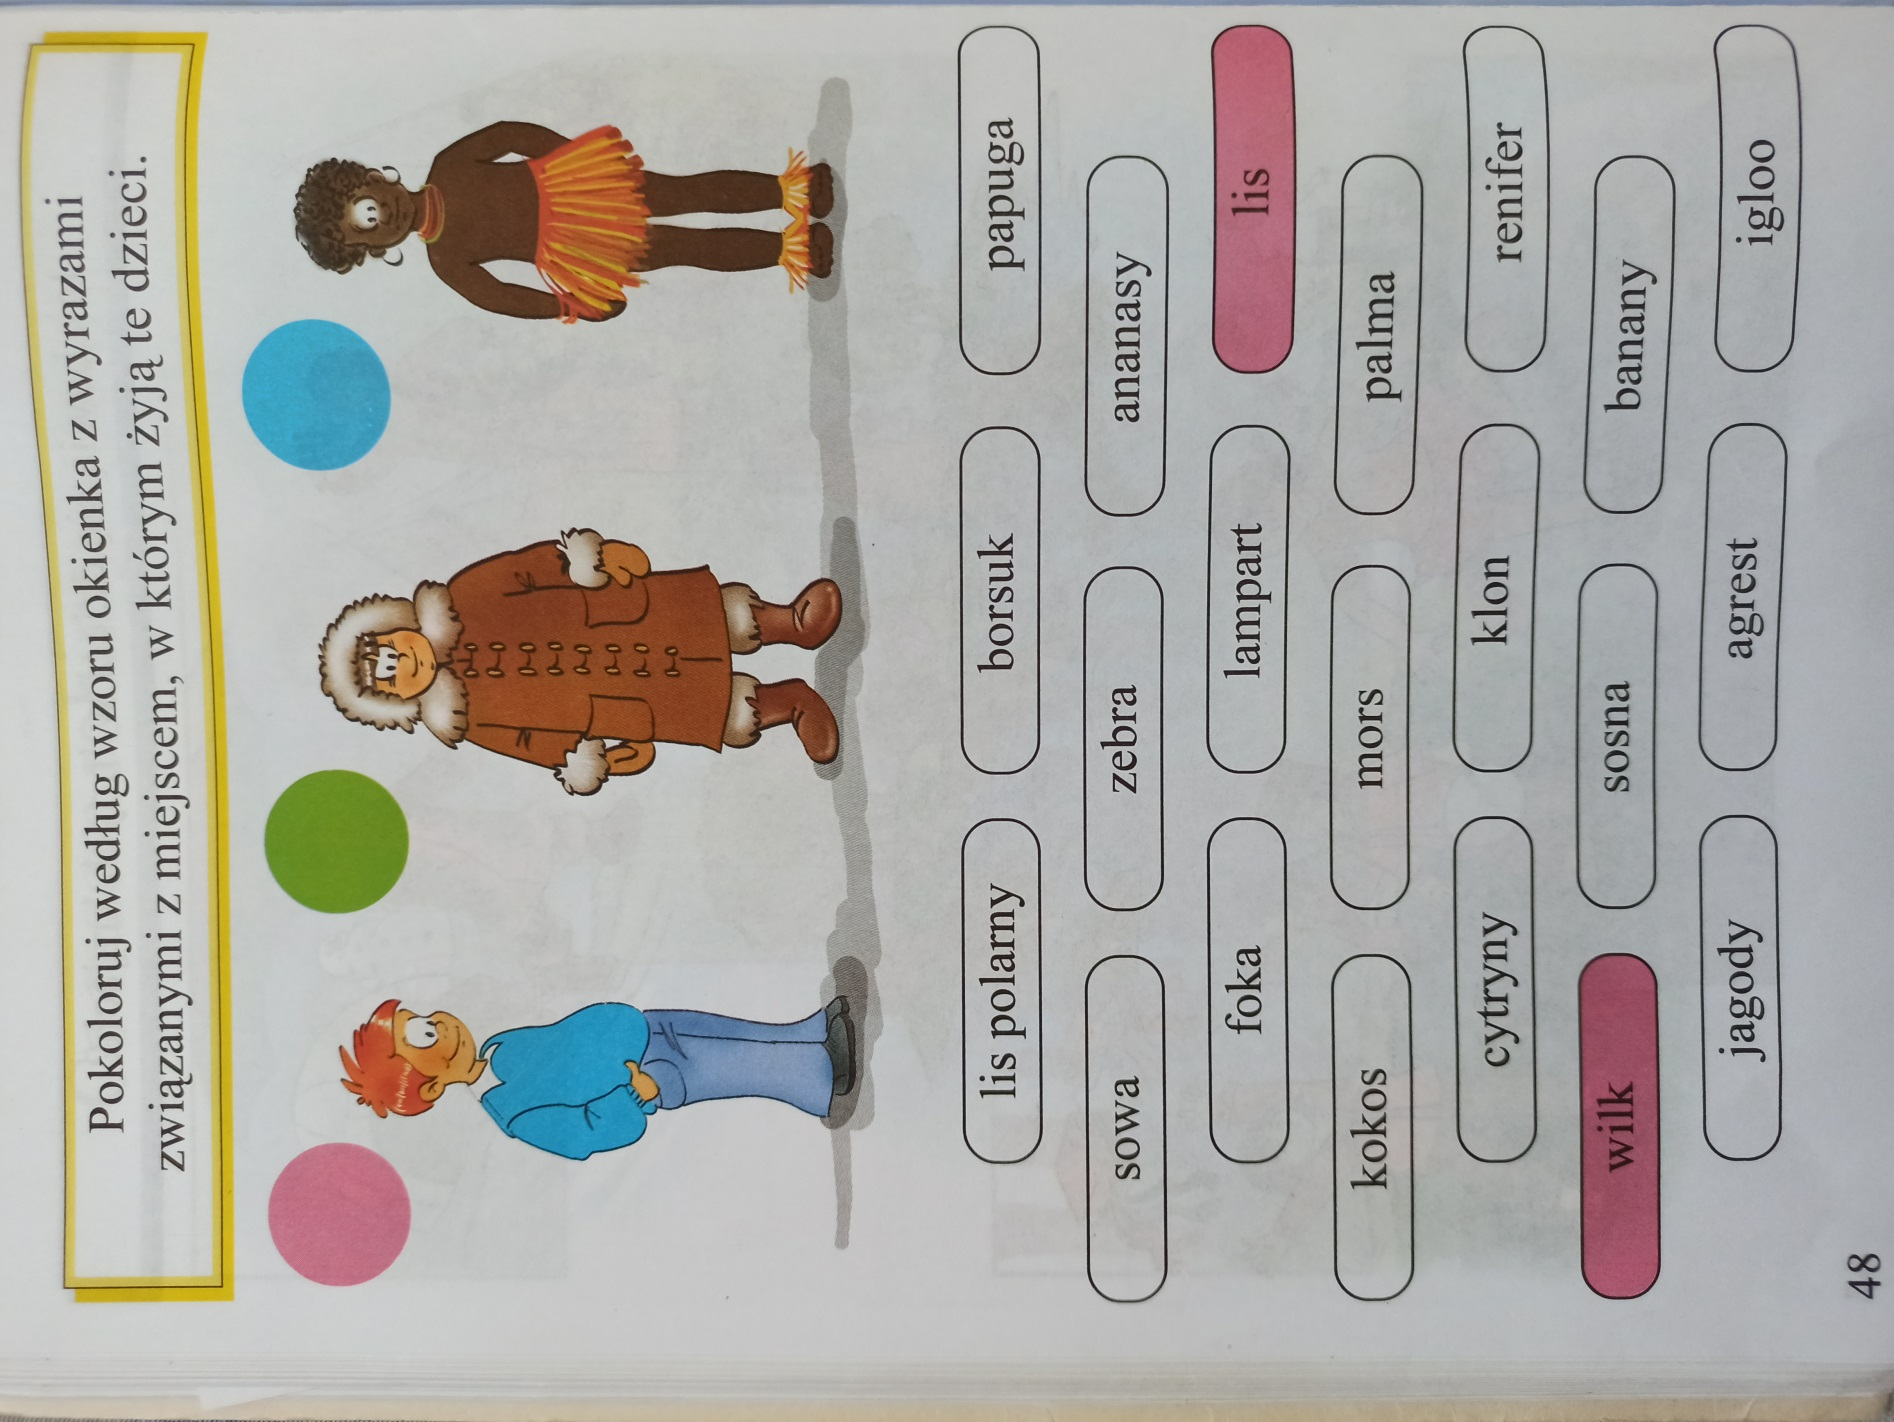 Pokoloruj według wzoru okienka z wyrazami
związanymi z miejscem, w którym żyją te dzieci.
lis polarny borsuk papuga
sowa zebra ananasy
foka lampart lis
kokos mors palma
cytryny klon renifer
wilk sosna banany
jagody agrest igloo
48